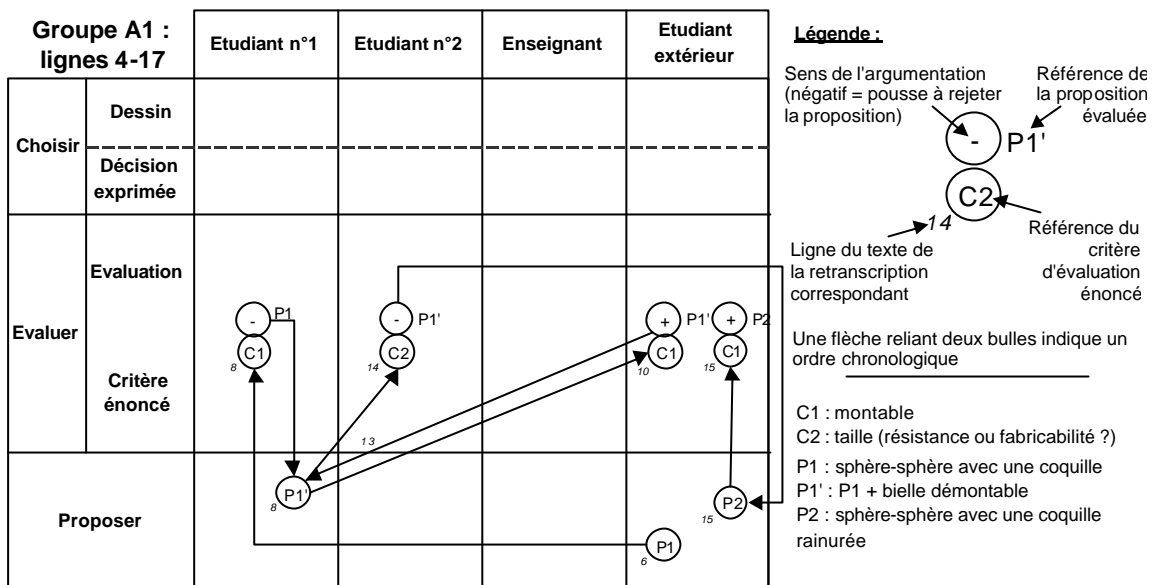 Groupe A1 :
lignes 4-17
Etudiant n°1
Etudiant n°2
Enseignant
Etudiant
extérieur
Choisir
Dessin
Décision
exprimée
Evaluer
Evaluation
Critère
énoncé
Proposer
-
P1
C1
8
-
P1'
C2
14
+
P1'
C1
10
+
P2
C1
15
13
P1'
8
P2
15
P1
6
Légende :
Sens de l'argumentation
(négatif = pousse à rejeter
la proposition)
Référence de
la proposition
évaluée
-
P1'
C2
14
Ligne du texte de
la retranscription
correspondant
Référence du
critère
d'évaluation
énoncé
Une flèche reliant deux bulles indique un
ordre chronologique
C1 : montable
C2 : taille (résistance ou fabricabilité ?)
P1 : sphère-sphère avec une coquille
P1' : P1 + bielle démontable
P2 : sphère-sphère avec une coquille
rainurée